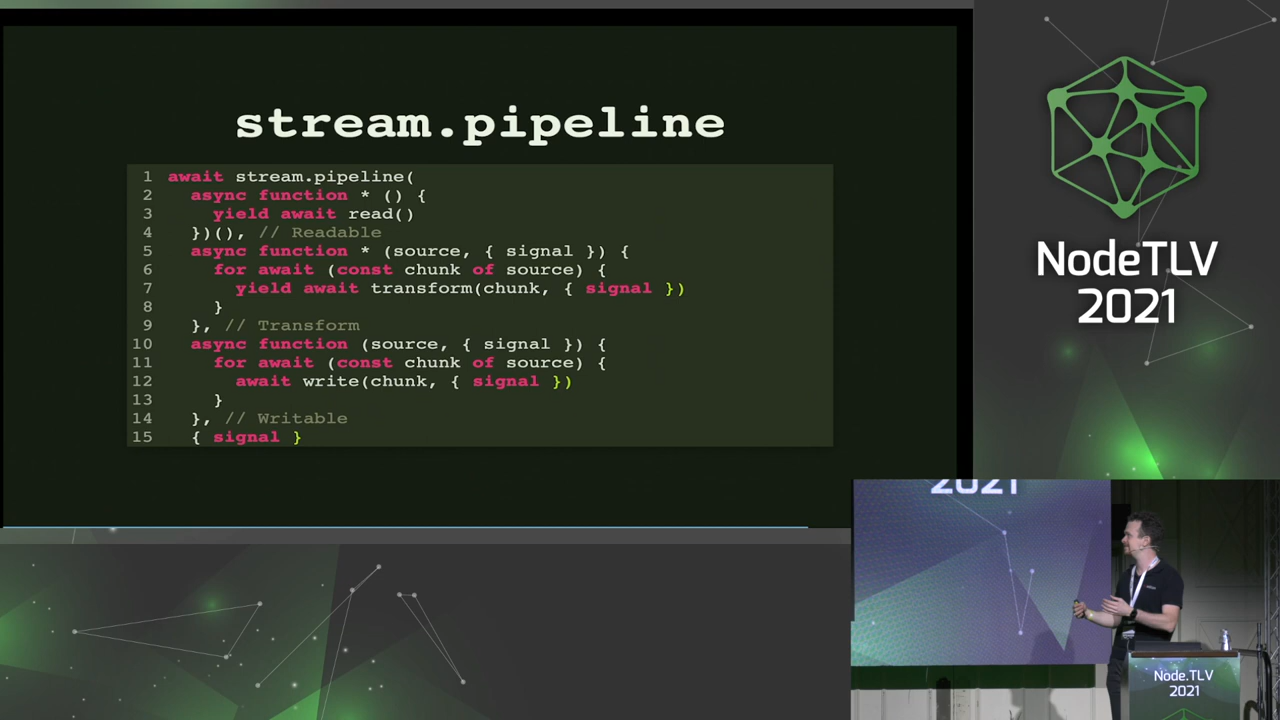 stream.pipeline
1 await stream.pipeline(
2   async function * () {
3     yield await read()
4   })(), // Readable
5   async function * (source, { signal }) {
6     for await (const chunk of source) {
7       yield await transform(chunk, { signal })
8     }
9   }, // Transform
10   async function (source, { signal }) {
11     for await (const chunk of source) {
12       await write(chunk, { signal })
13     }
14   }, // Writable
15   { signal }
NodeTLV
2021
2021
Node.TLV
2021